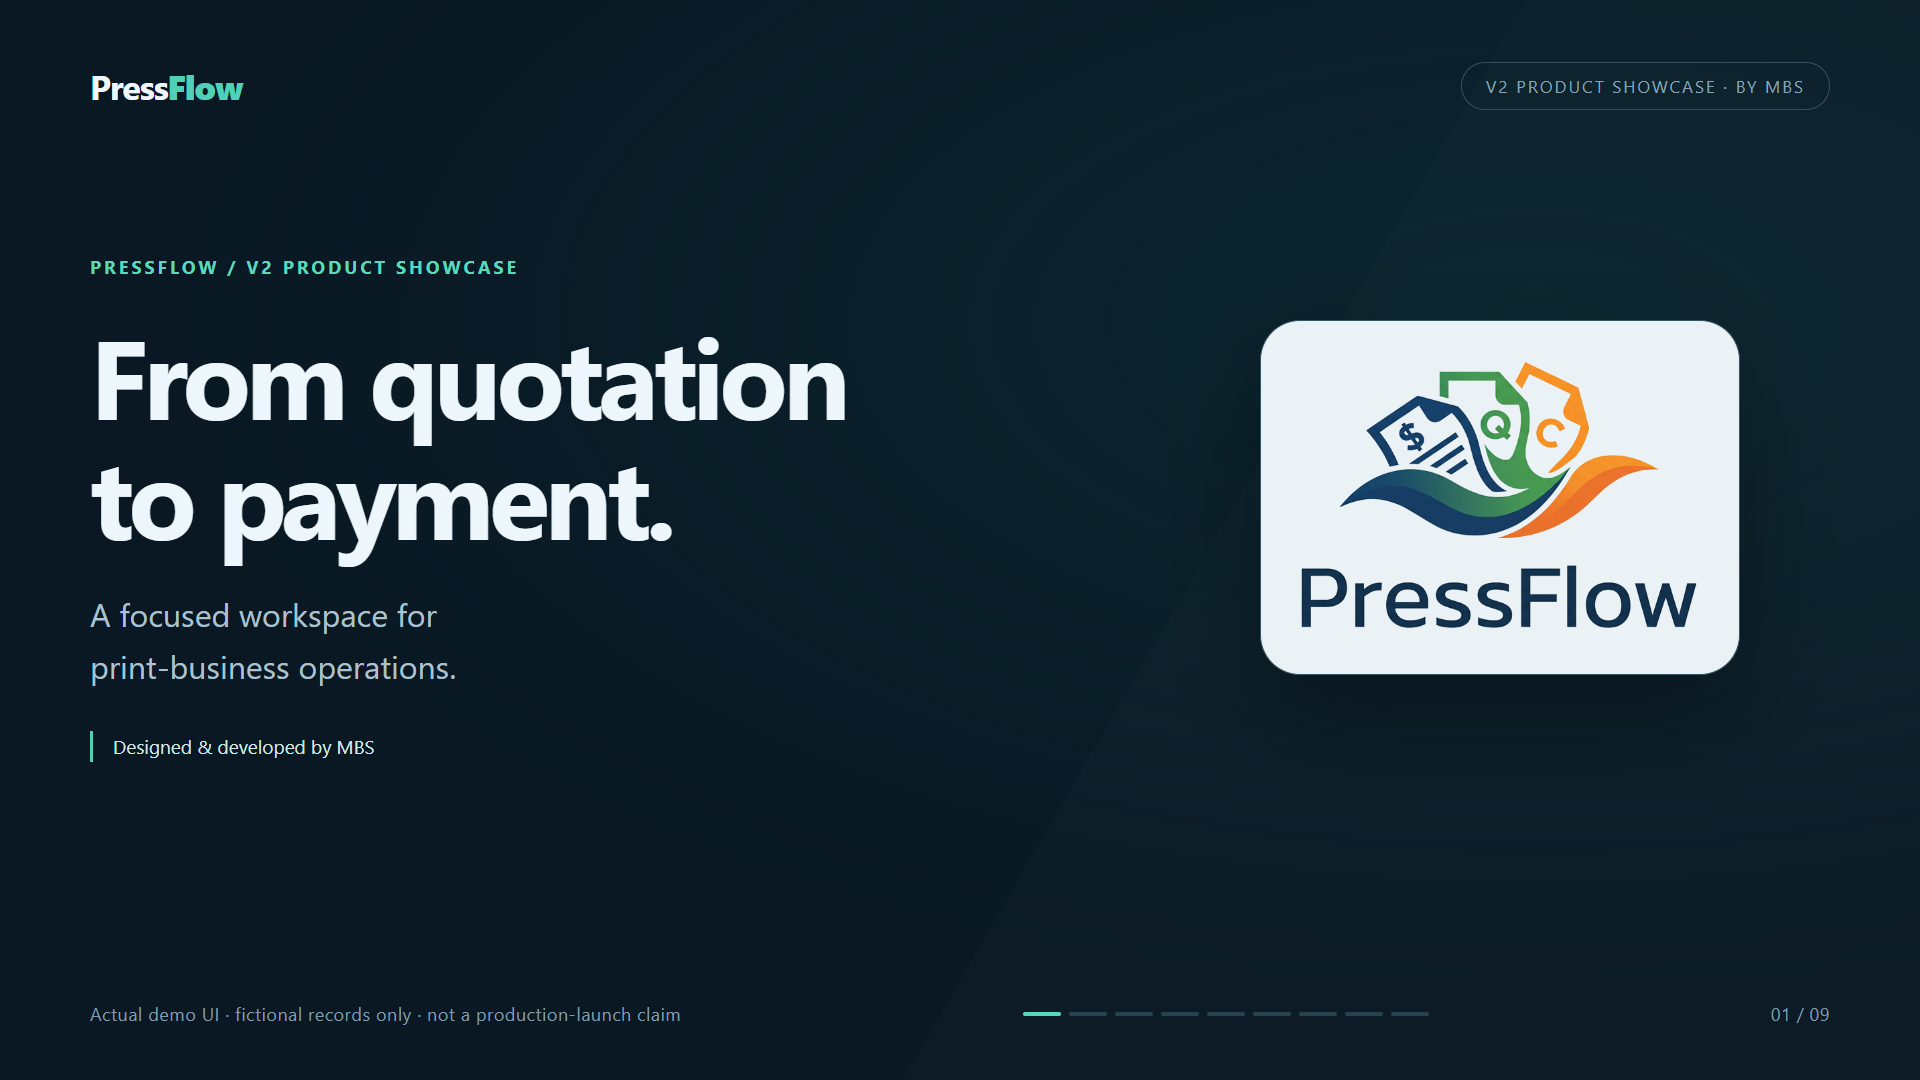 PressFlow
V2 PRODUCT SHOWCASE · BY MBS
PRESSFLOW / V2 PRODUCT SHOWCASE
From quotation
to payment.
A focused workspace for
print-business operations.
Designed & developed by MBS
$ Q C
PressFlow
Actual demo UI · fictional records only · not a production-launch claim
01 / 09